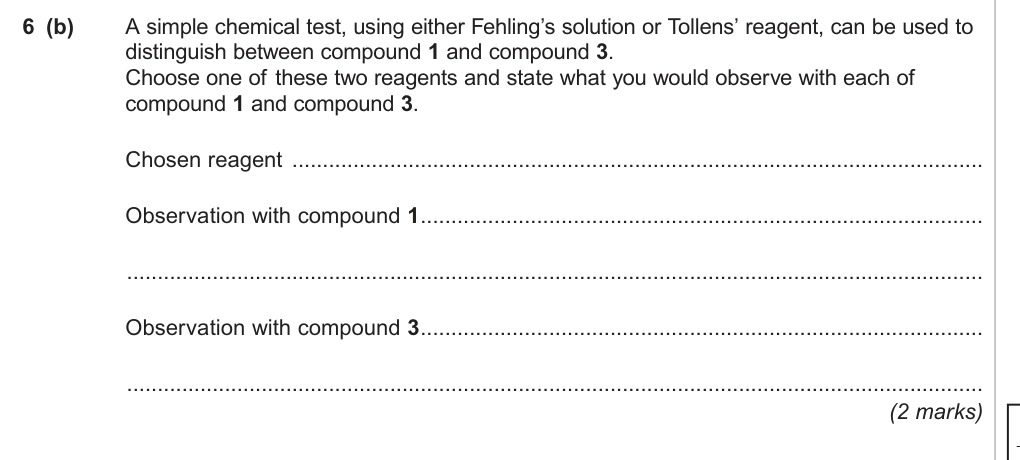 6 (b) A simple chemical test, using either Fehling's solution or Tollens' reagent, can be used to
distinguish between compound 1 and compound 3.
Choose one of these two reagents and state what you would observe with each of
compound 1 and compound 3.
Chosen reagent ....................................................................................................................
Observation with compound 1..............................................................................................
...............................................................................................................................................
Observation with compound 3..............................................................................................
...............................................................................................................................................
(2 marks)